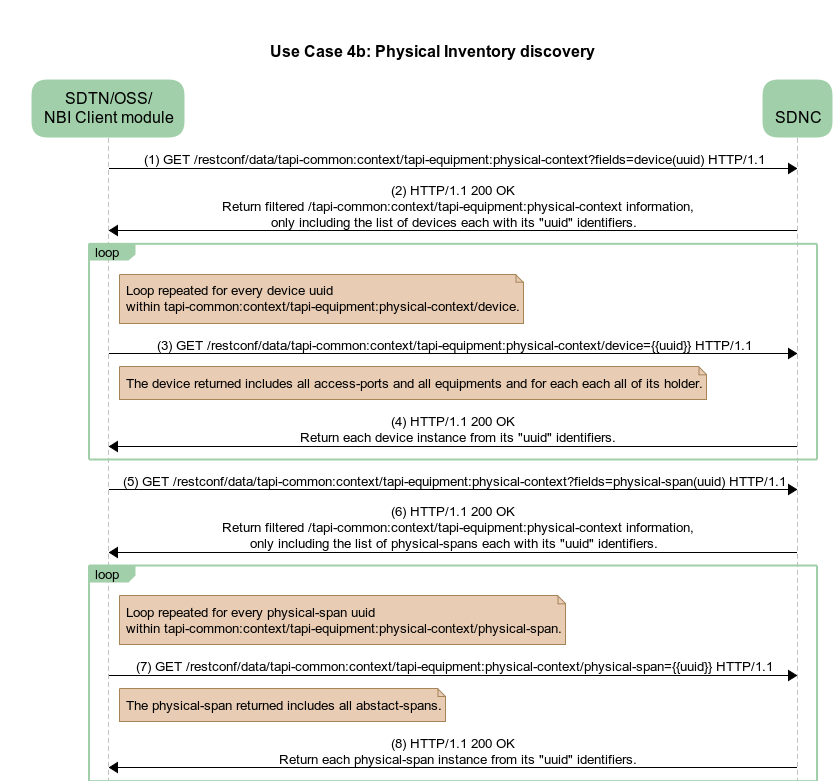 Use Case 4b: Physical Inventory discovery
SDTN/OSS/
NBI Client module
SDNC
(1) GET /restconf/data/tapi-common:context/tapi-equipment:physical-context?fields=device(uuid) HTTP/1.1
(2) HTTP/1.1 200 OK
Return filtered /tapi-common:context/tapi-equipment:physical-context information,
only including the list of devices each with its "uuid" identifiers.
loop
Loop repeated for every device uuid
within tapi-common:context/tapi-equipment:physical-context/device.
(3) GET /restconf/data/tapi-common:context/tapi-equipment:physical-context/device={{uuid}} HTTP/1.1
The device returned includes all access-ports and all equipments and for each each all of its holder.
(4) HTTP/1.1 200 OK
Return each device instance from its "uuid" identifiers.
(5) GET /restconf/data/tapi-common:context/tapi-equipment:physical-context?fields=physical-span(uuid) HTTP/1.1
(6) HTTP/1.1 200 OK
Return filtered /tapi-common:context/tapi-equipment:physical-context information,
only including the list of physical-spans each with its "uuid" identifiers.
loop
Loop repeated for every physical-span uuid
within tapi-common:context/tapi-equipment:physical-context/physical-span.
(7) GET /restconf/data/tapi-common:context/tapi-equipment:physical-context/physical-span={{uuid}} HTTP/1.1
The physical-span returned includes all abstact-spans.
(8) HTTP/1.1 200 OK
Return each physical-span instance from its "uuid" identifiers.